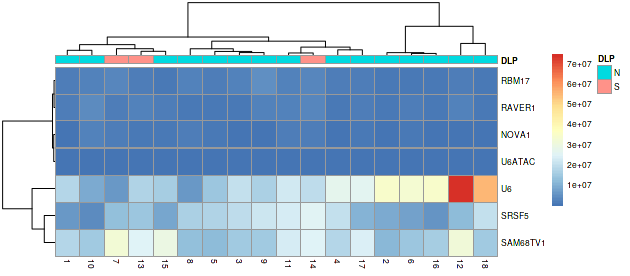 DLP
DLP
N
S
7e+07
6e+07
5e+07
4e+07
3e+07
2e+07
1e+07
RBM17
RAVER1
NOVA1
U6ATAC
U6
SRSF5
SAM68TV1
1 10 7 13 15 8 5 3 9 11 14 4 17 2 6 16 12 18